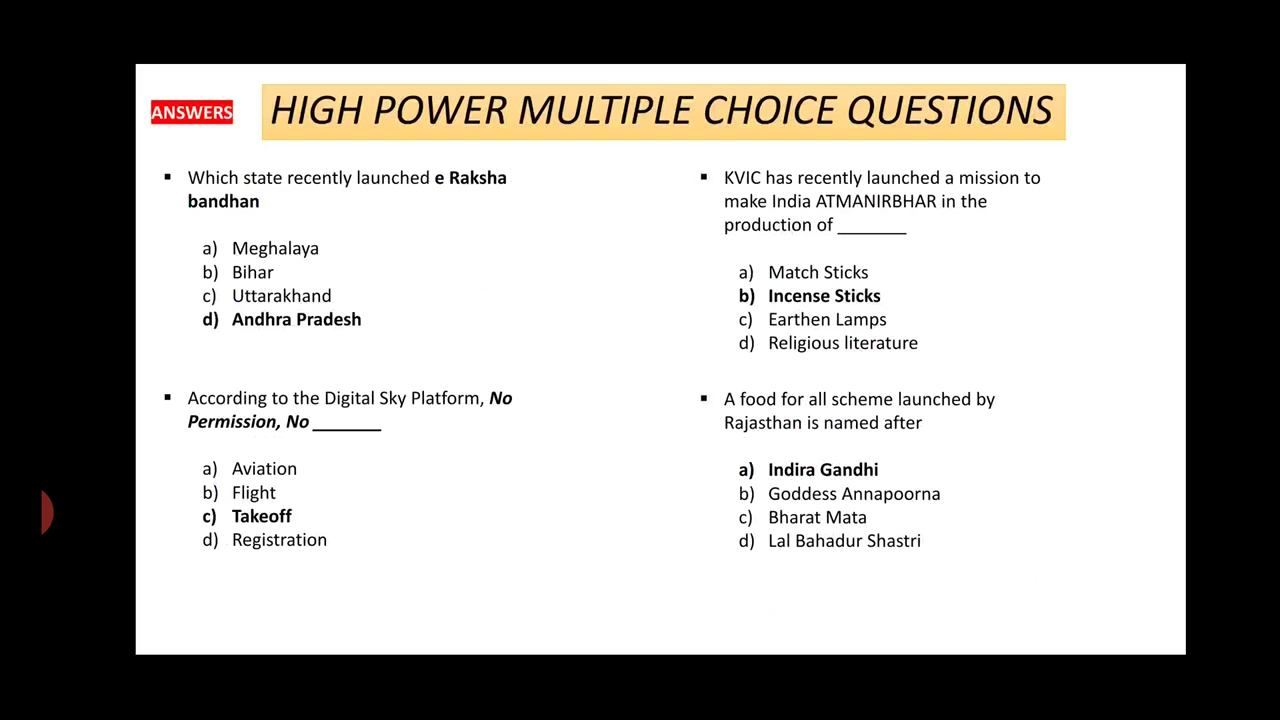 ANSWERS
HIGH POWER MULTIPLE CHOICE QUESTIONS
▪ Which state recently launched e Raksha
bandhan
a) Meghalaya
b) Bihar
c) Uttarakhand
d) Andhra Pradesh
▪ According to the Digital Sky Platform, No
Permission, No _______
a) Aviation
b) Flight
c) Takeoff
d) Registration
▪ KVIC has recently launched a mission to
make India ATMANIRBHAR in the
production of _______
a) Match Sticks
b) Incense Sticks
c) Earthen Lamps
d) Religious literature
▪ A food for all scheme launched by
Rajasthan is named after
a) Indira Gandhi
b) Goddess Annapoorna
c) Bharat Mata
d) Lal Bahadur Shastri